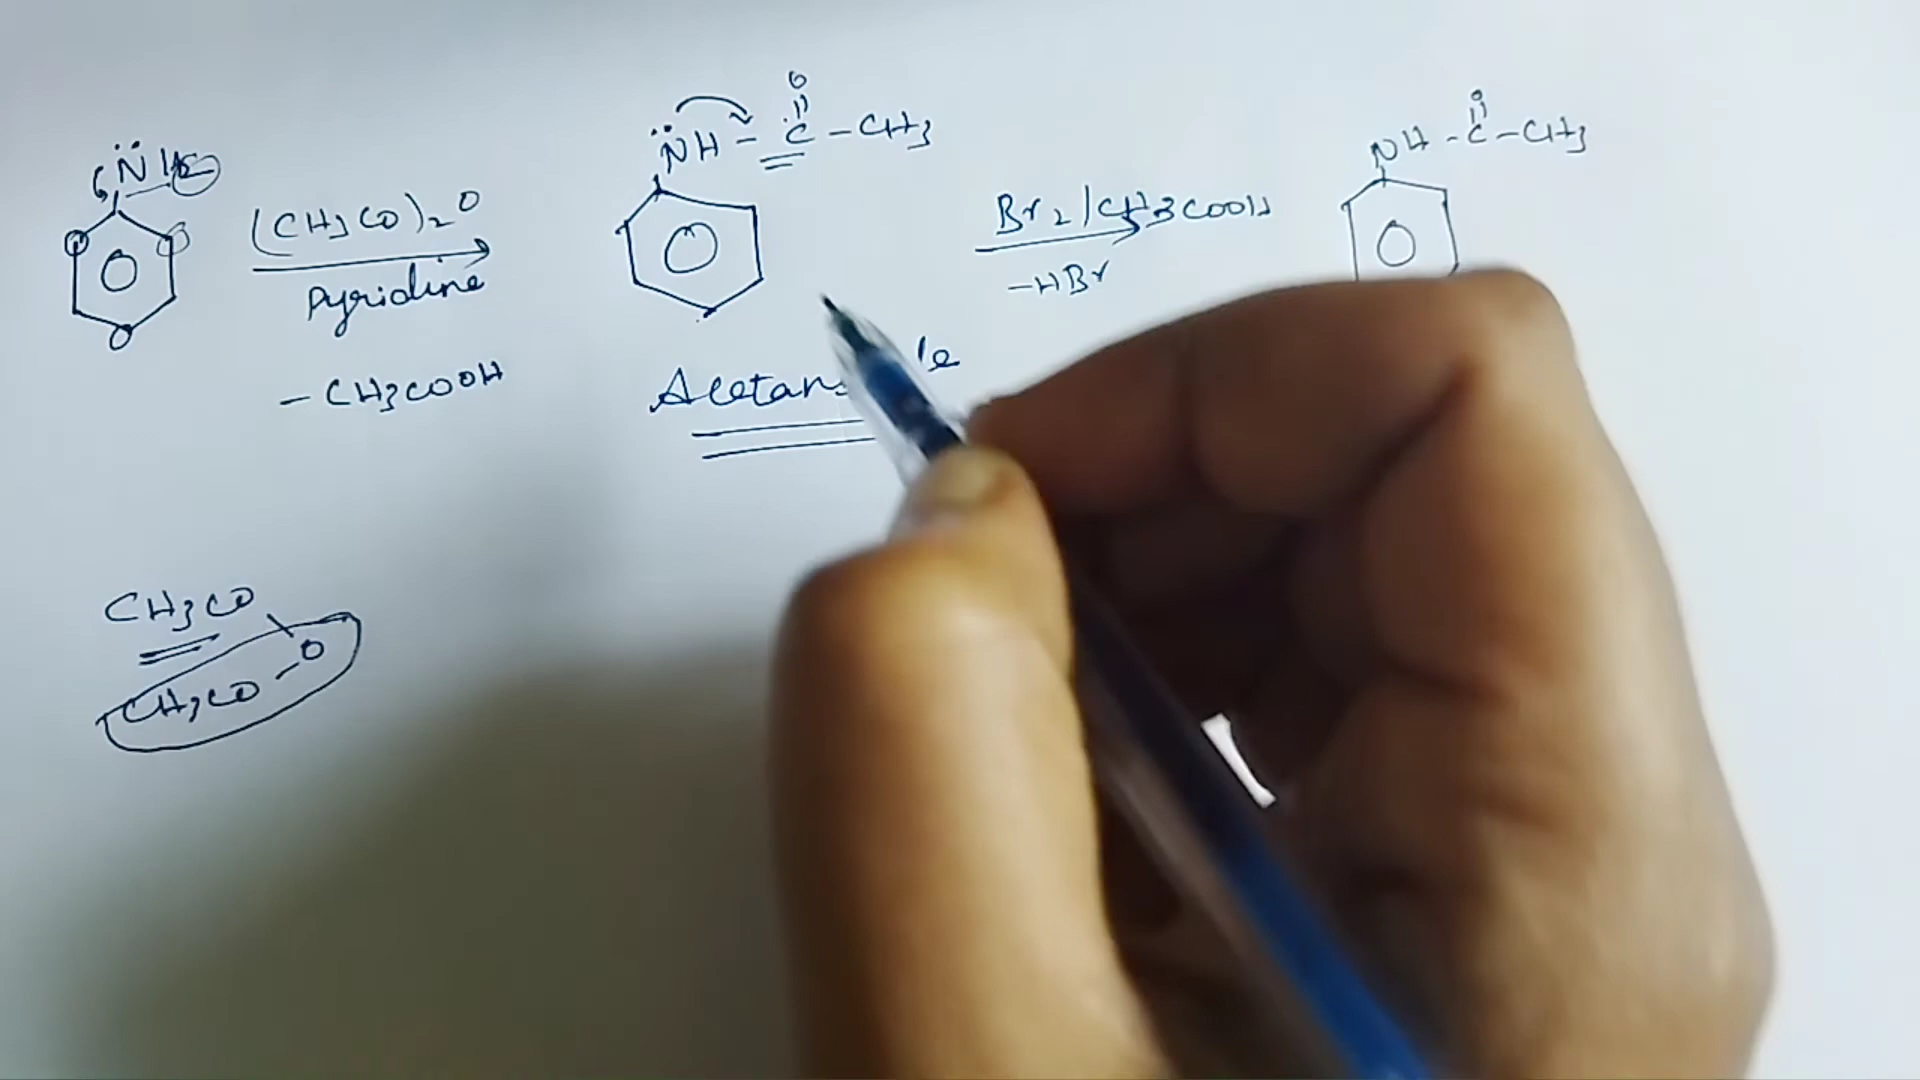 NH2
(CH3CO)2O
Pyridine
- CH3COOH
NH - C - CH3
O
Br2 / CH3COOH
- HBr
NH - C - CH3
O
CH3CO
O
CH3CO